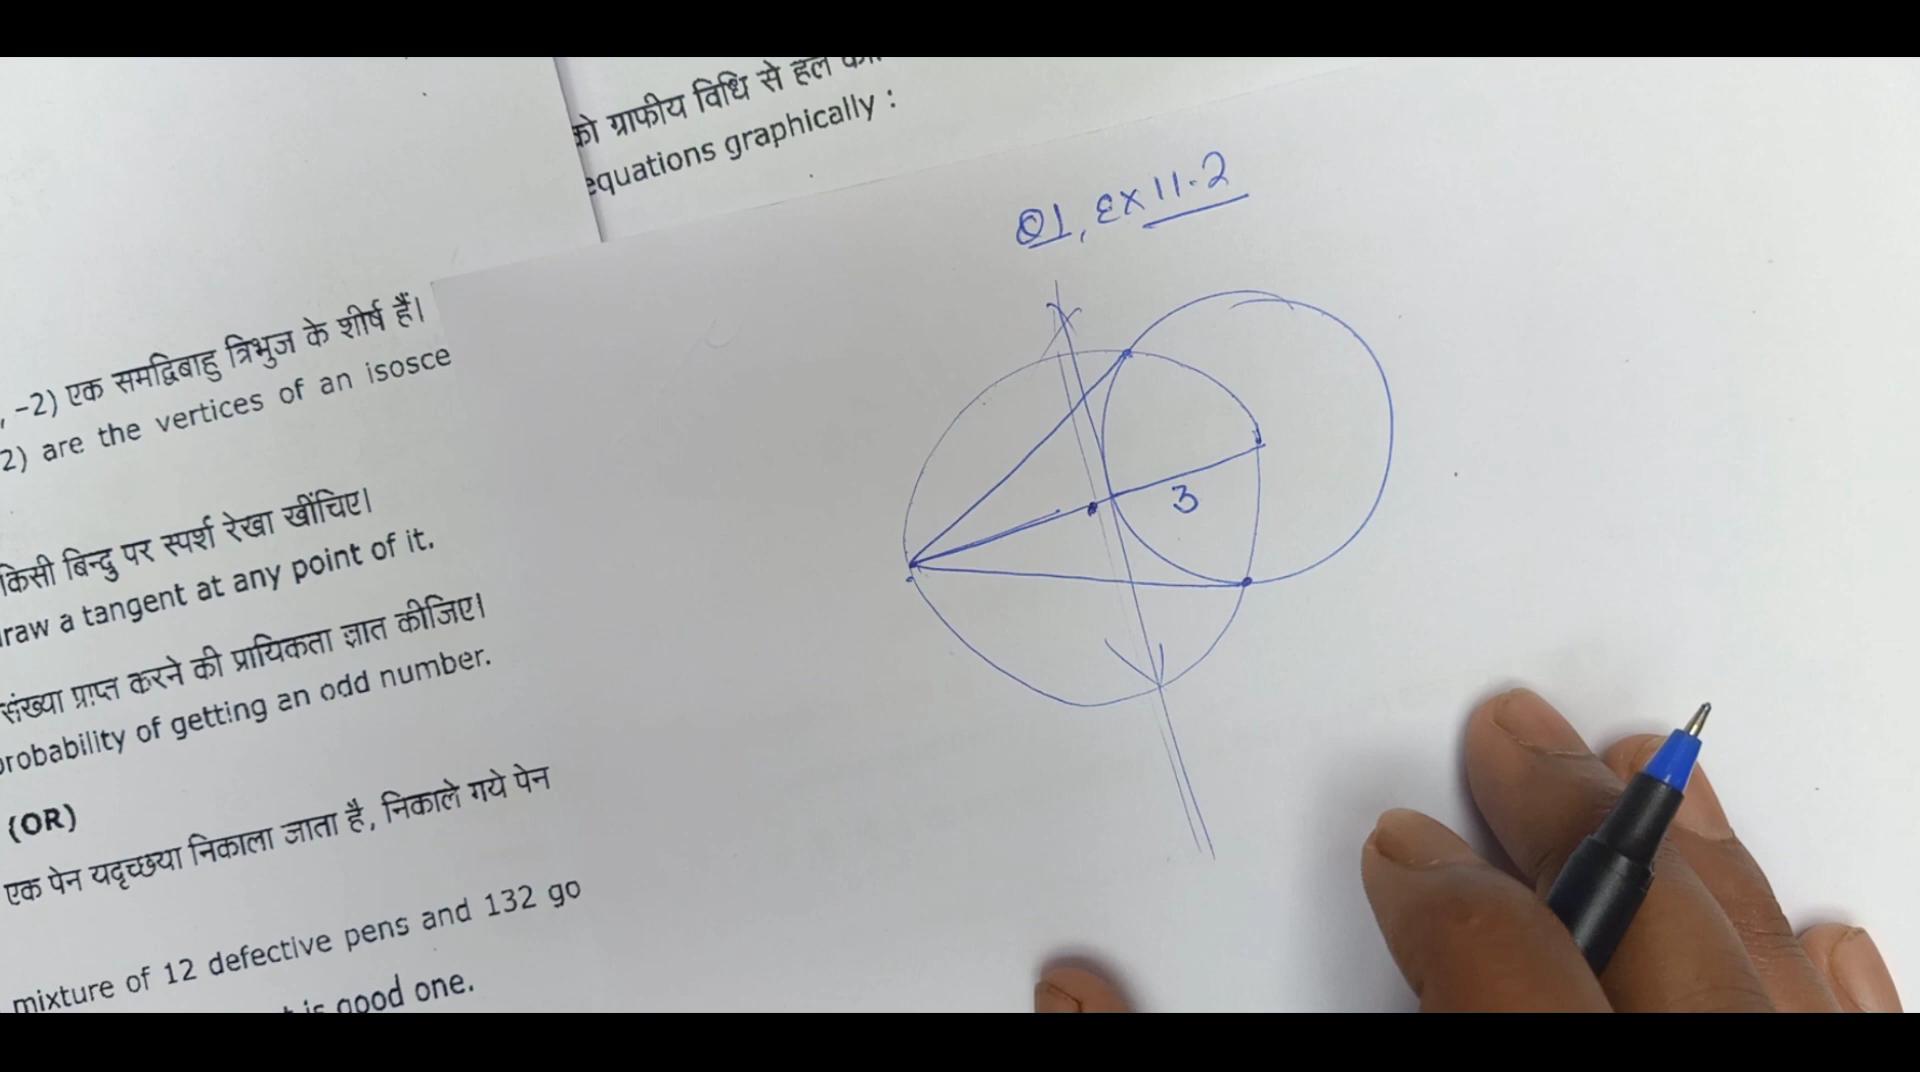 को ग्राफीय विधि से हल
equations graphically :
Q1, Ex 11.2
, -2) एक समद्विबाहु त्रिभुज के शीर्ष हैं।
2) are the vertices of an isosce
किसी बिन्दु पर स्पर्श रेखा खींचिए।
raw a tangent at any point of it.
संख्या प्राप्त करने की प्रायिकता ज्ञात कीजिए।
robability of getting an odd number.
(OR)
एक पेन यदृच्छया निकाला जाता है, निकाले गये पेन
mixture of 12 defective pens and 132 go
is good one.
3